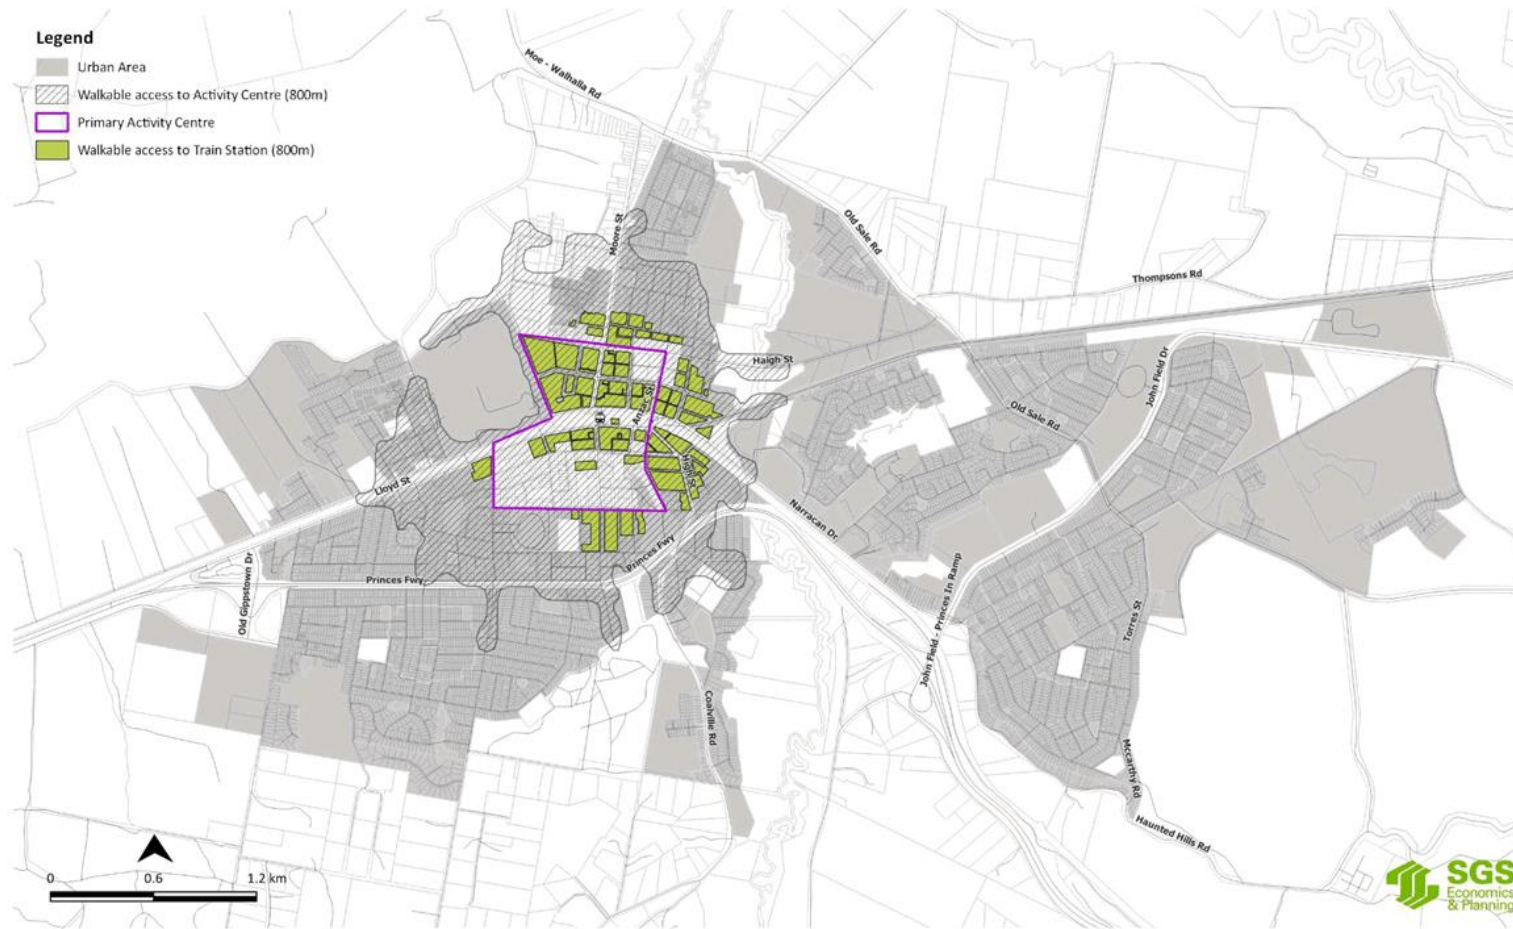 Legend
Urban Area
Walkable access to Activity Centre (800m)
Primary Activity Centre
Walkable access to Train Station (800m)
Moe - Walhalla Rd
Moore St
Old Sale Rd
Thompsons Rd
Haigh St
John Field Dr
Anzac St
Old Sale Rd
High St
Lloyd St
Narracan Dr
Princes Fwy
Princes Fwy
Old Gippstown Dr
John Field - Princes In Ramp
Torres St
Coalville Rd
Mccarthy Rd
Haunted Hills Rd
0 0.6 1.2 km
SGS
Economics
& Planning